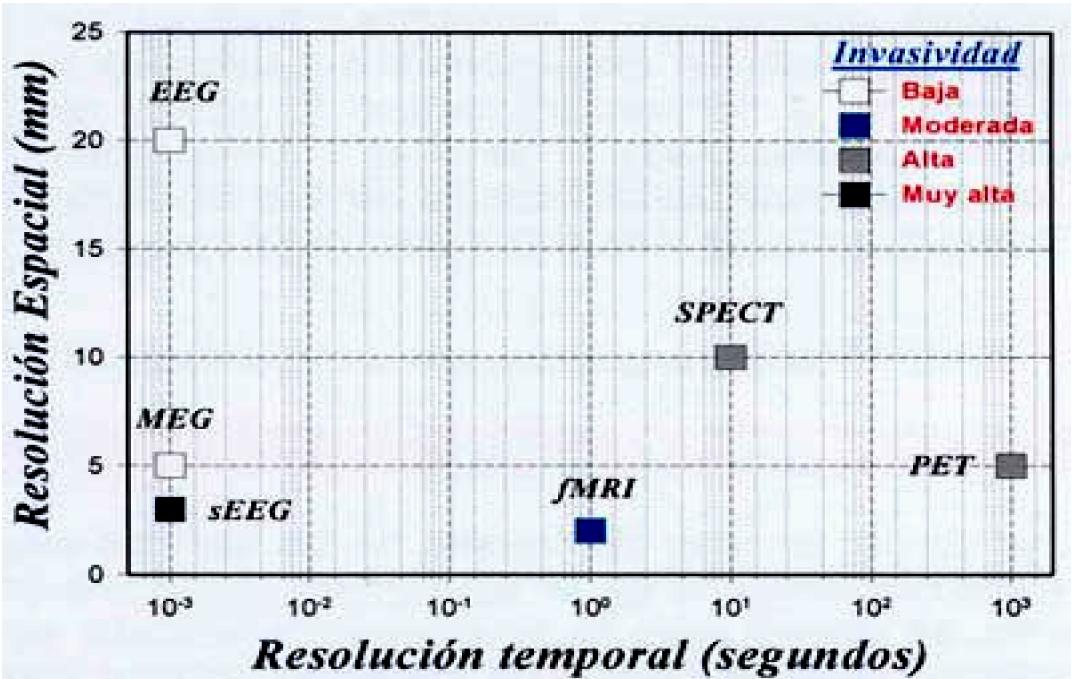 Resolución Espacial (mm)
25
20
15
10
5
0
EEG
MEG
sEEG
fMRI
SPECT
PET
Invasividad
Baja
Moderada
Alta
Muy alta
10⁻³ 10⁻² 10⁻¹ 10⁰ 10¹ 10² 10³
Resolución temporal (segundos)